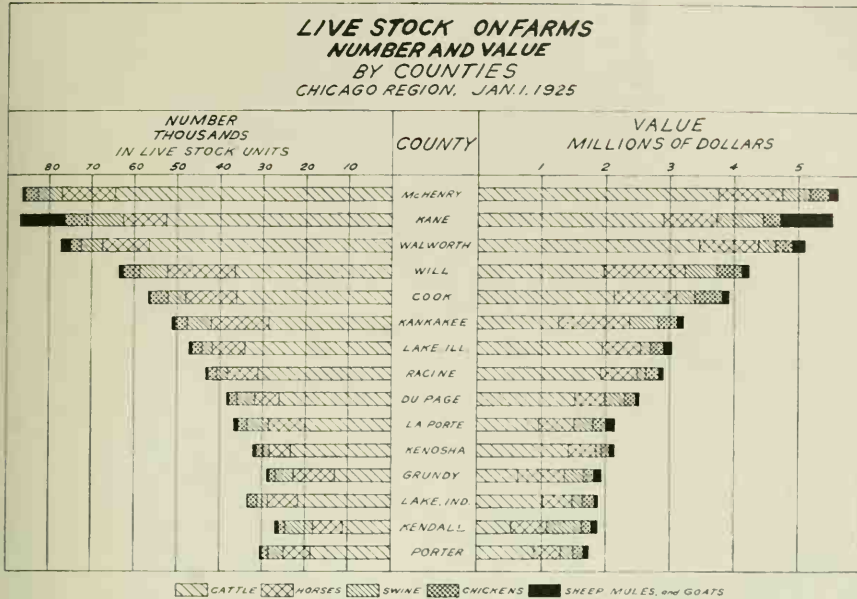 LIVE STOCK ON FARMS
NUMBER AND VALUE
BY COUNTIES
CHICAGO REGION, JAN. 1. 1925
NUMBER
THOUSANDS
IN LIVE STOCK UNITS
80 70 60 50 40 30 20 10
COUNTY
VALUE
MILLIONS OF DOLLARS
1 2 3 4 5
MCHENRY
KANE
WALWORTH
WILL
COOK
KANKAKEE
LAKE, ILL.
RACINE
DU PAGE
LA PORTE
KENOSHA
GRUNDY
LAKE, IND.
KENDALL
PORTER
CATTLE HORSES SWINE CHICKENS SHEEP, MULES, and GOATS